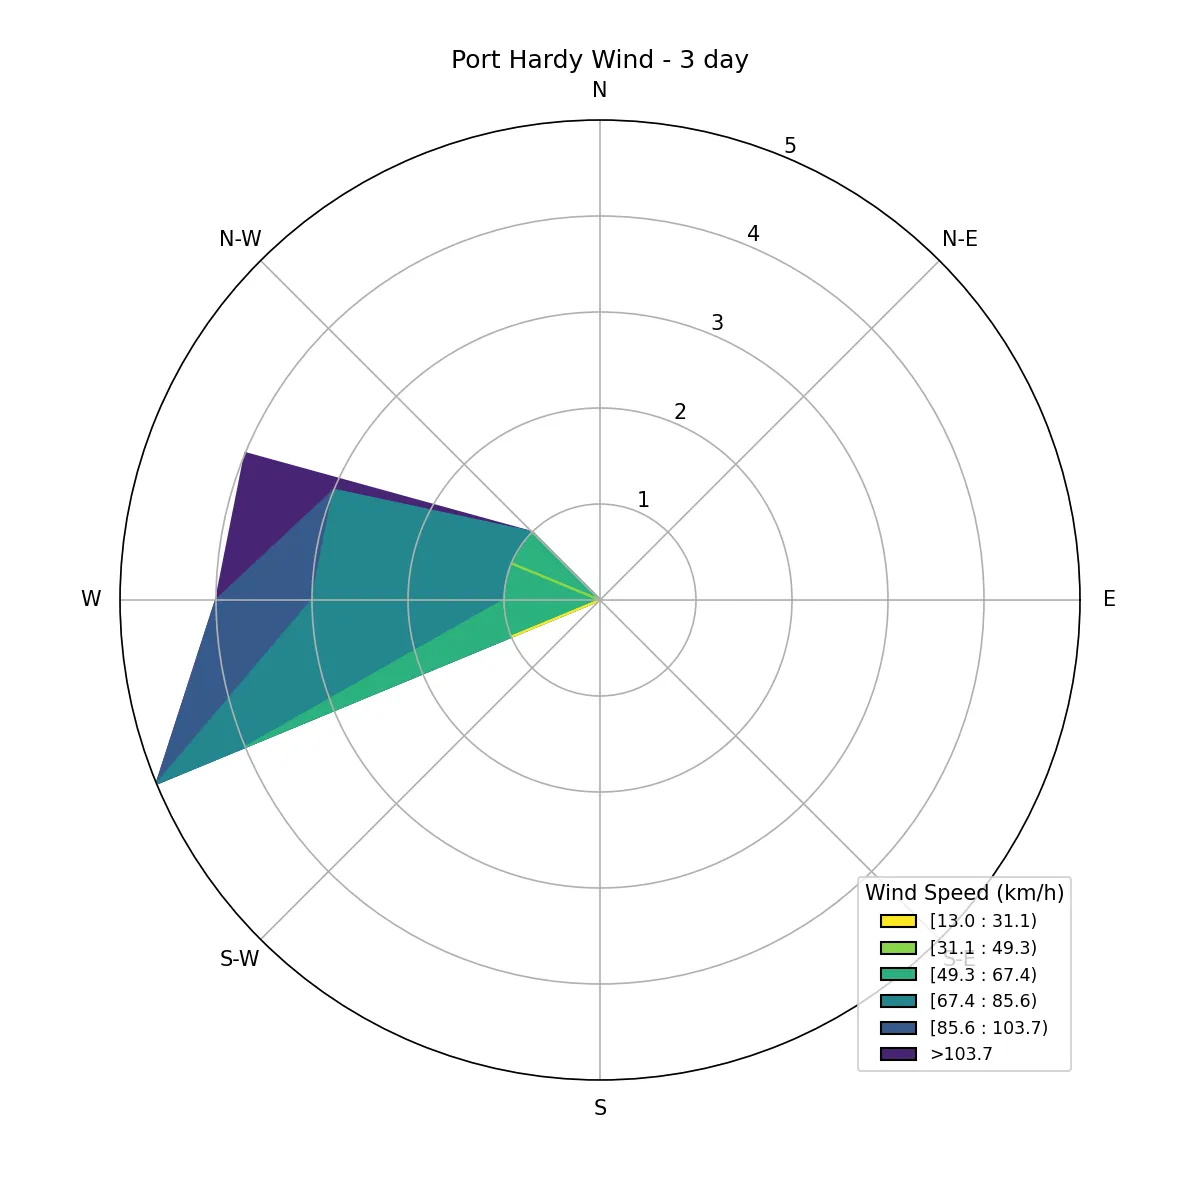 Port Hardy Wind - 3 day
N
5
N-W
4
N-E
3
2
1
W
E
S-W
S-E
S
Wind Speed (km/h)
[13.0 : 31.1)
[31.1 : 49.3)
[49.3 : 67.4)
[67.4 : 85.6)
[85.6 : 103.7)
>103.7